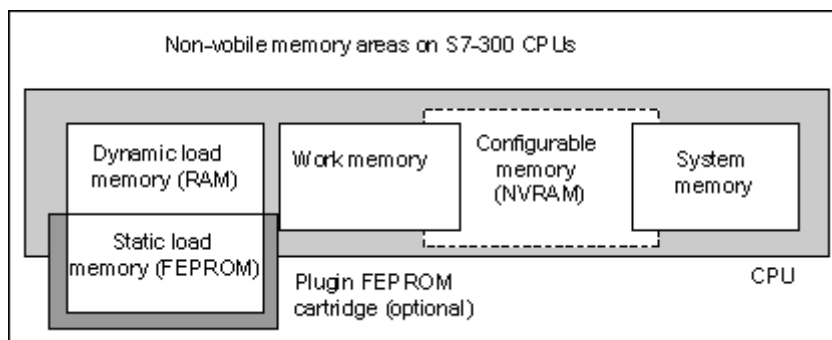 Non-vobile memory areas on S7-300 CPUs
Dynamic load
memory (RAM)
Work memory
Configurable
memory
(NVRAM)
System
memory
Static load
memory (FEPROM)
Plugin FEPROM
cartridge (optional)
CPU